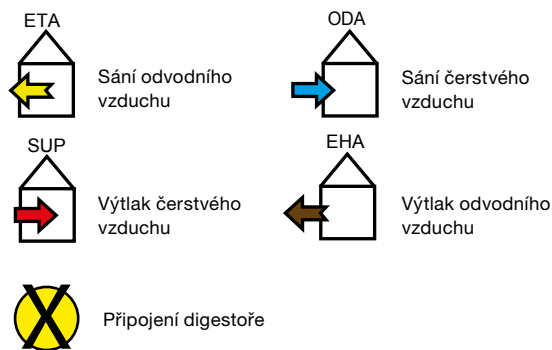 ETA
Sání odvodního
vzduchu
ODA
Sání čerstvého
vzduchu
SUP
Výtlak čerstvého
vzduchu
EHA
Výtlak odvodního
vzduchu
Připojení digestoře